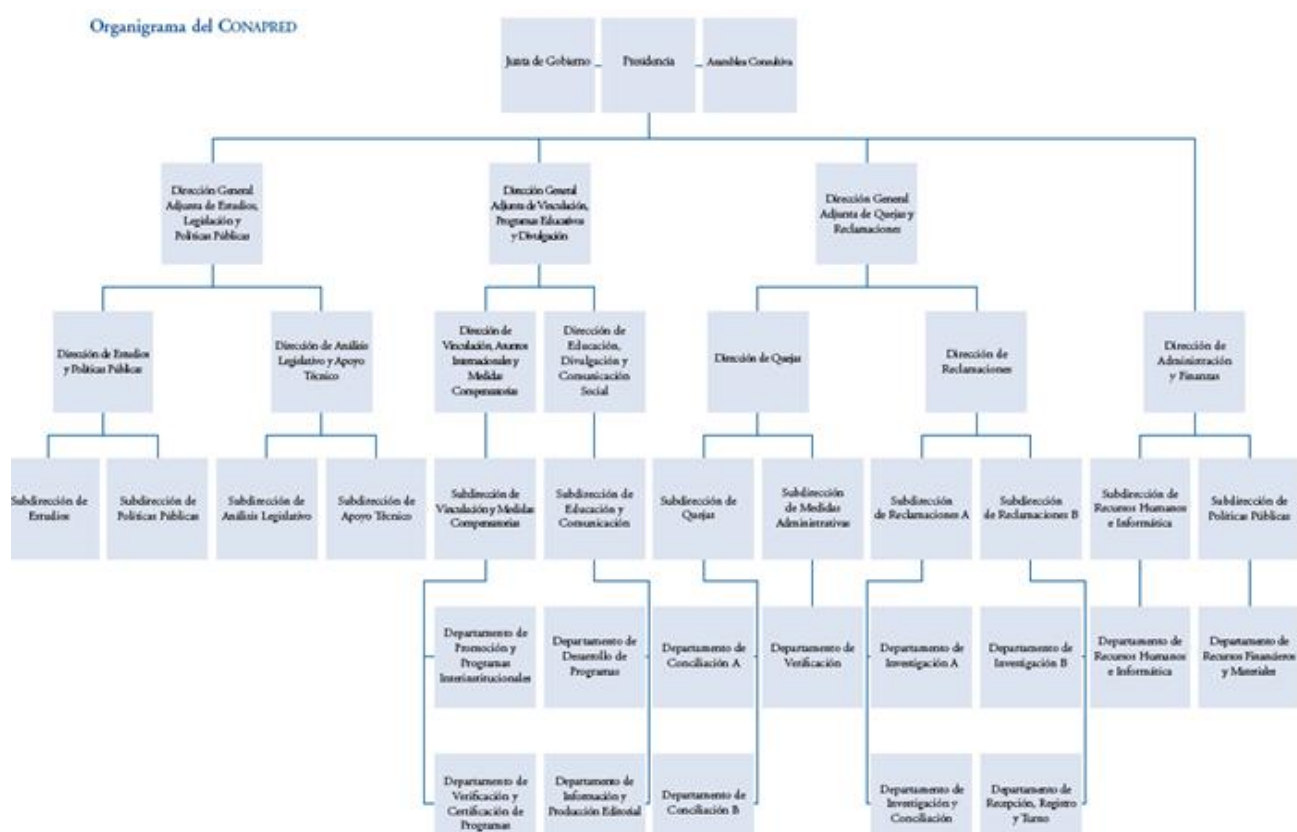 Organigrama del CONAPRED
Junta de Gobierno
Presidencia
Asamblea Consultiva
Dirección General
Adjunta de Estudios,
Legislación y
Políticas Públicas
Dirección General
Adjunta de Vinculación,
Programas Educativos
y Divulgación
Dirección General
Adjunta de Quejas y
Reclamaciones
Dirección de Estudios
y Políticas Públicas
Dirección de Análisis
Legislativo y Apoyo
Técnico
Dirección de
Vinculación, Asuntos
Internacionales y
Medidas
Compensatorias
Dirección de
Educación,
Divulgación y
Comunicación
Social
Dirección de Quejas
Dirección de
Reclamaciones
Dirección de
Administración
y Finanzas
Subdirección de
Estudios
Subdirección de
Políticas Públicas
Subdirección de
Análisis Legislativo
Subdirección de
Apoyo Técnico
Subdirección de
Vinculación y Medidas
Compensatorias
Subdirección de
Educación y
Comunicación
Subdirección de
Quejas
Subdirección
de Medidas
Administrativas
Subdirección
de Reclamaciones A
Subdirección
de Reclamaciones B
Subdirección de
Recursos Humanos
e Informática
Subdirección de
Políticas Públicas
Departamento de
Promoción y
Programas
Interinstitucionales
Departamento de
Desarrollo de
Programas
Departamento de
Conciliación A
Departamento de
Verificación
Departamento de
Investigación A
Departamento de
Investigación B
Departamento de
Recursos Humanos
e Informática
Departamento de
Recursos Financieros
y Materiales
Departamento de
Verificación y
Certificación de
Programas
Departamento de
Información y
Producción Editorial
Departamento de
Conciliación B
Departamento de
Investigación y
Conciliación
Departamento de
Recepción, Registro
y Turno